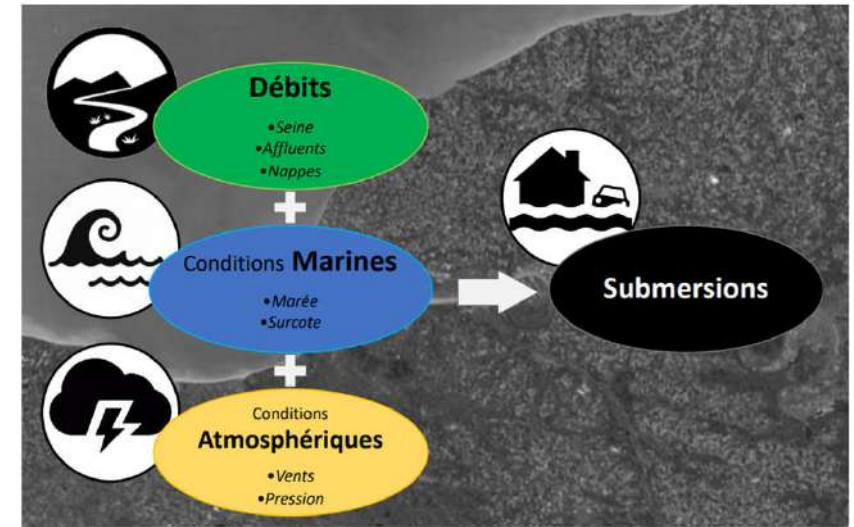 Débits
•Seine
•Affluents
•Nappes
Conditions Marines
•Marée
•Surcote
Submersions
Conditions
Atmosphériques
•Vents
•Pression